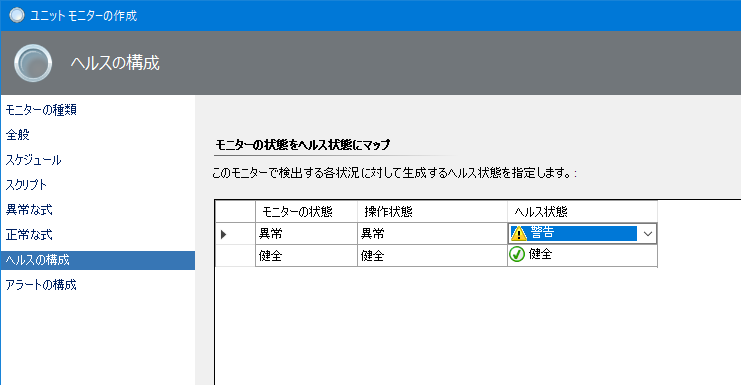 ユニット モニターの作成
ヘルスの構成
モニターの種類
全般
スケジュール
スクリプト
異常な式
正常な式
ヘルスの構成
アラートの構成
モニターの状態をヘルス状態にマップ
このモニターで検出する各状況に対して生成するヘルス状態を指定します。:
モニターの状態 操作状態 ヘルス状態
異常 異常 警告
健全 健全 健全